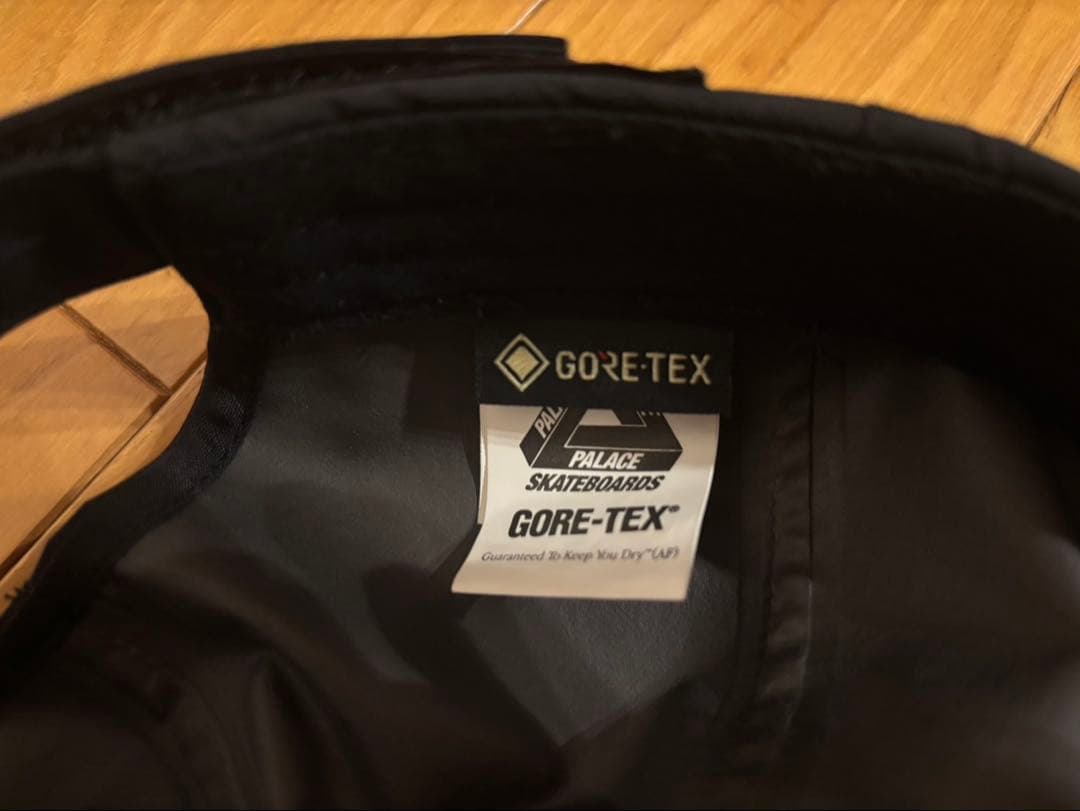 GORE-TEX
PAL
PALACE
SKATEBOARDS
GORE-TEX®
Guaranteed To Keep You Dry™(AF)